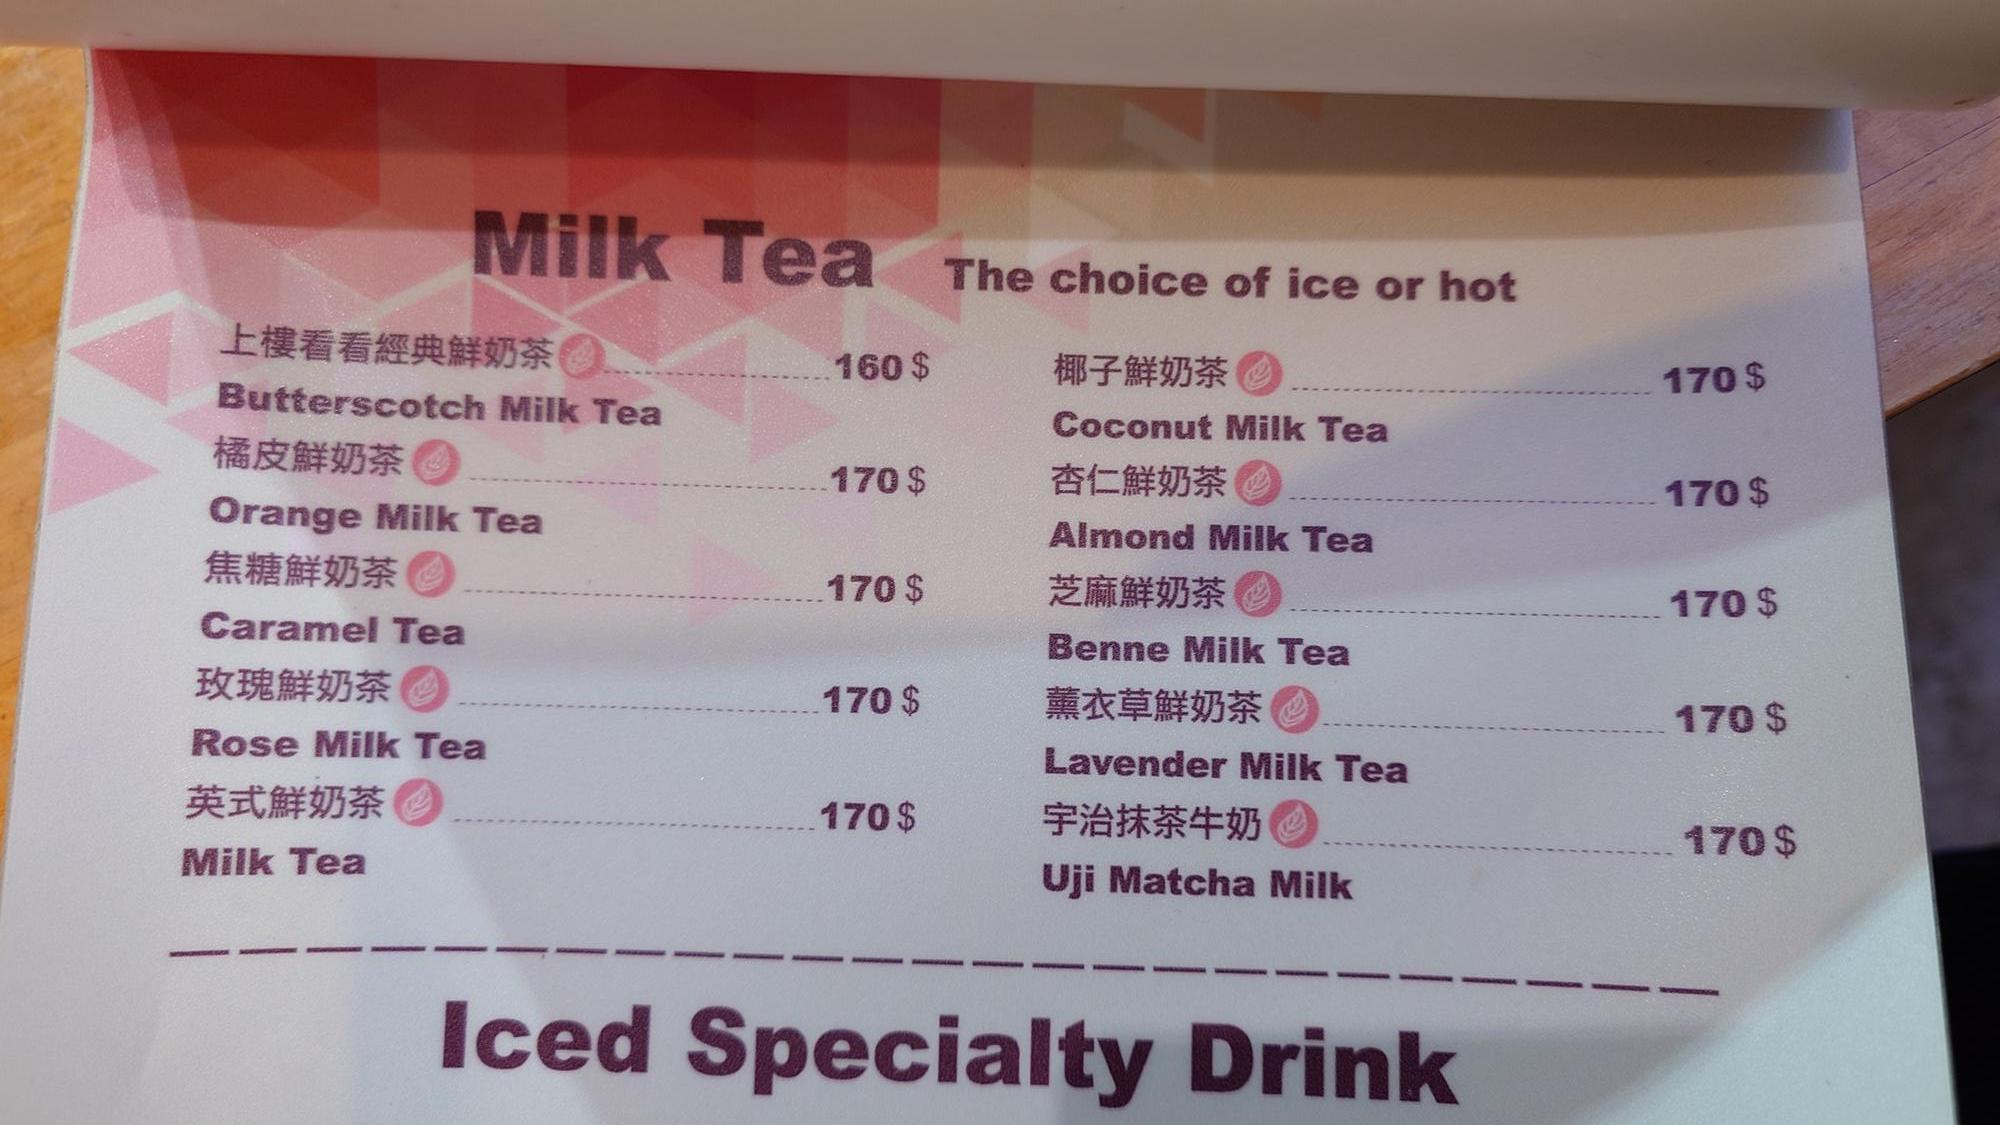 Milk Tea The choice of ice or hot
上樓看看經典鮮奶茶 160 $
Butterscotch Milk Tea
橘皮鮮奶茶 170 $
Orange Milk Tea
焦糖鮮奶茶 170 $
Caramel Tea
玫瑰鮮奶茶 170 $
Rose Milk Tea
英式鮮奶茶 170 $
Milk Tea
椰子鮮奶茶 170 $
Coconut Milk Tea
杏仁鮮奶茶 170 $
Almond Milk Tea
芝麻鮮奶茶 170 $
Benne Milk Tea
薰衣草鮮奶茶 170 $
Lavender Milk Tea
宇治抹茶牛奶 170 $
Uji Matcha Milk
Iced Specialty Drink